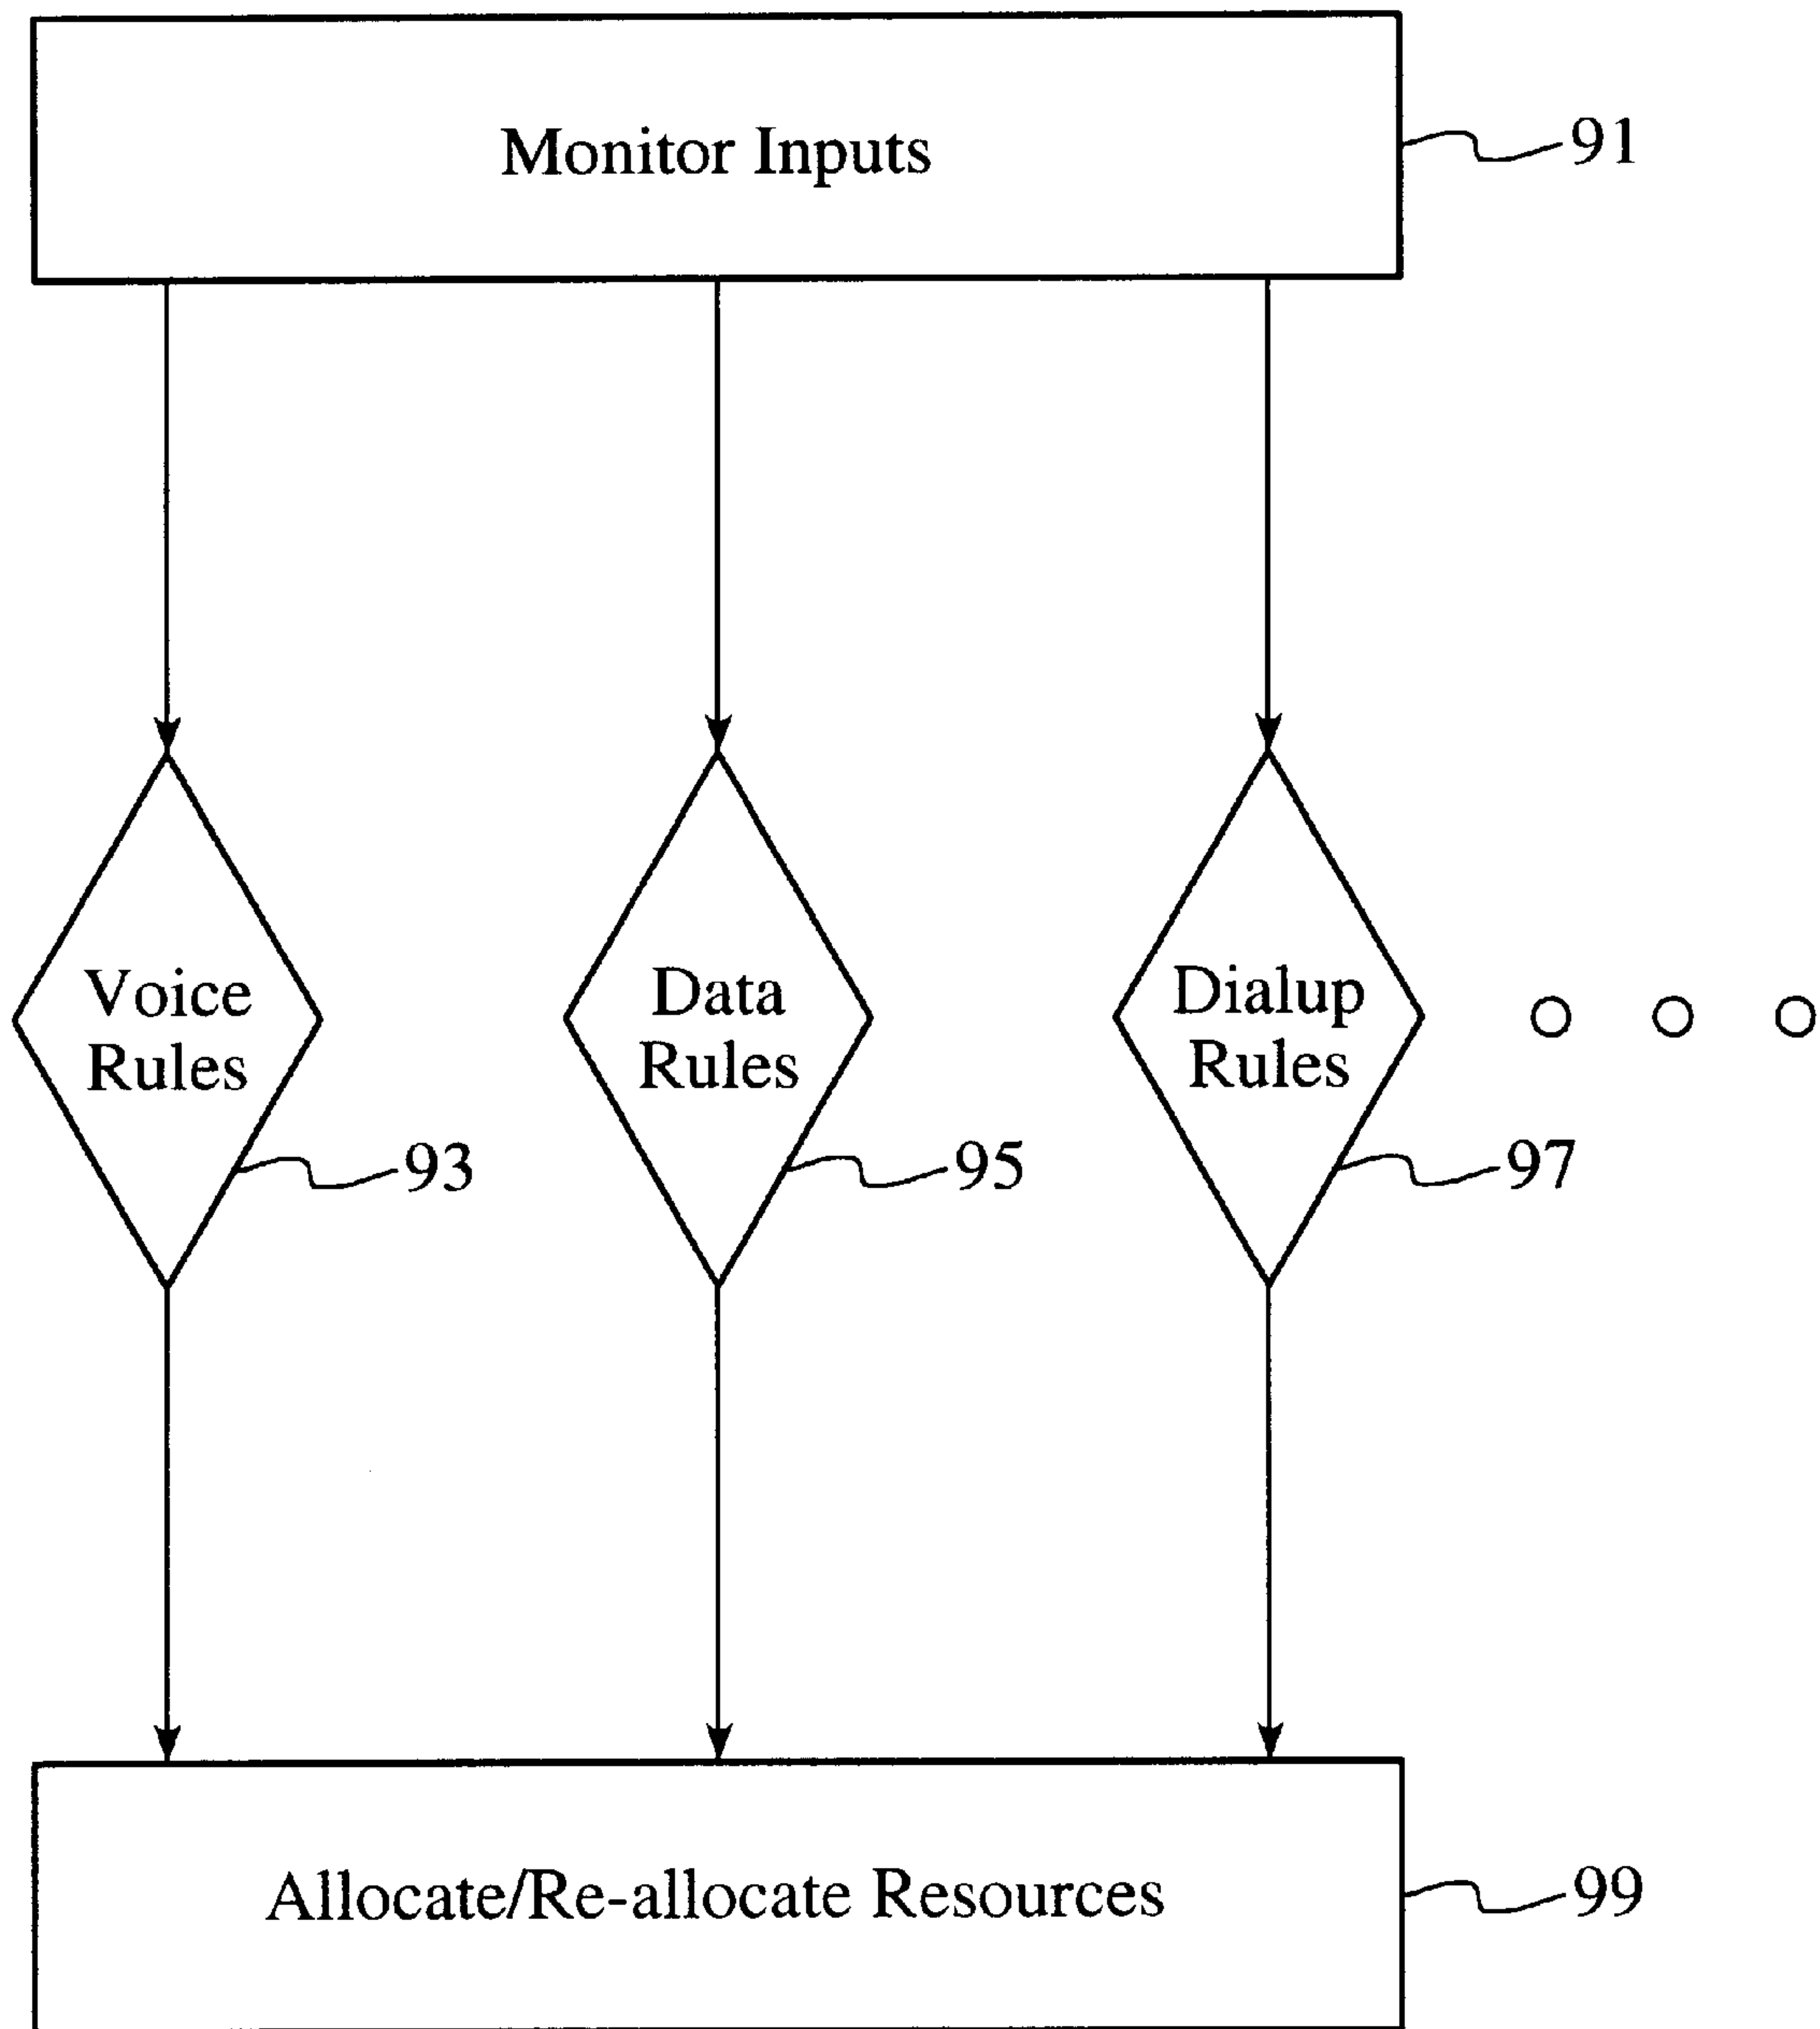 Monitor Inputs
91
Voice
Rules
Data
Rules
Dialup
Rules
93
95
97
Allocate/Re-allocate Resources
99